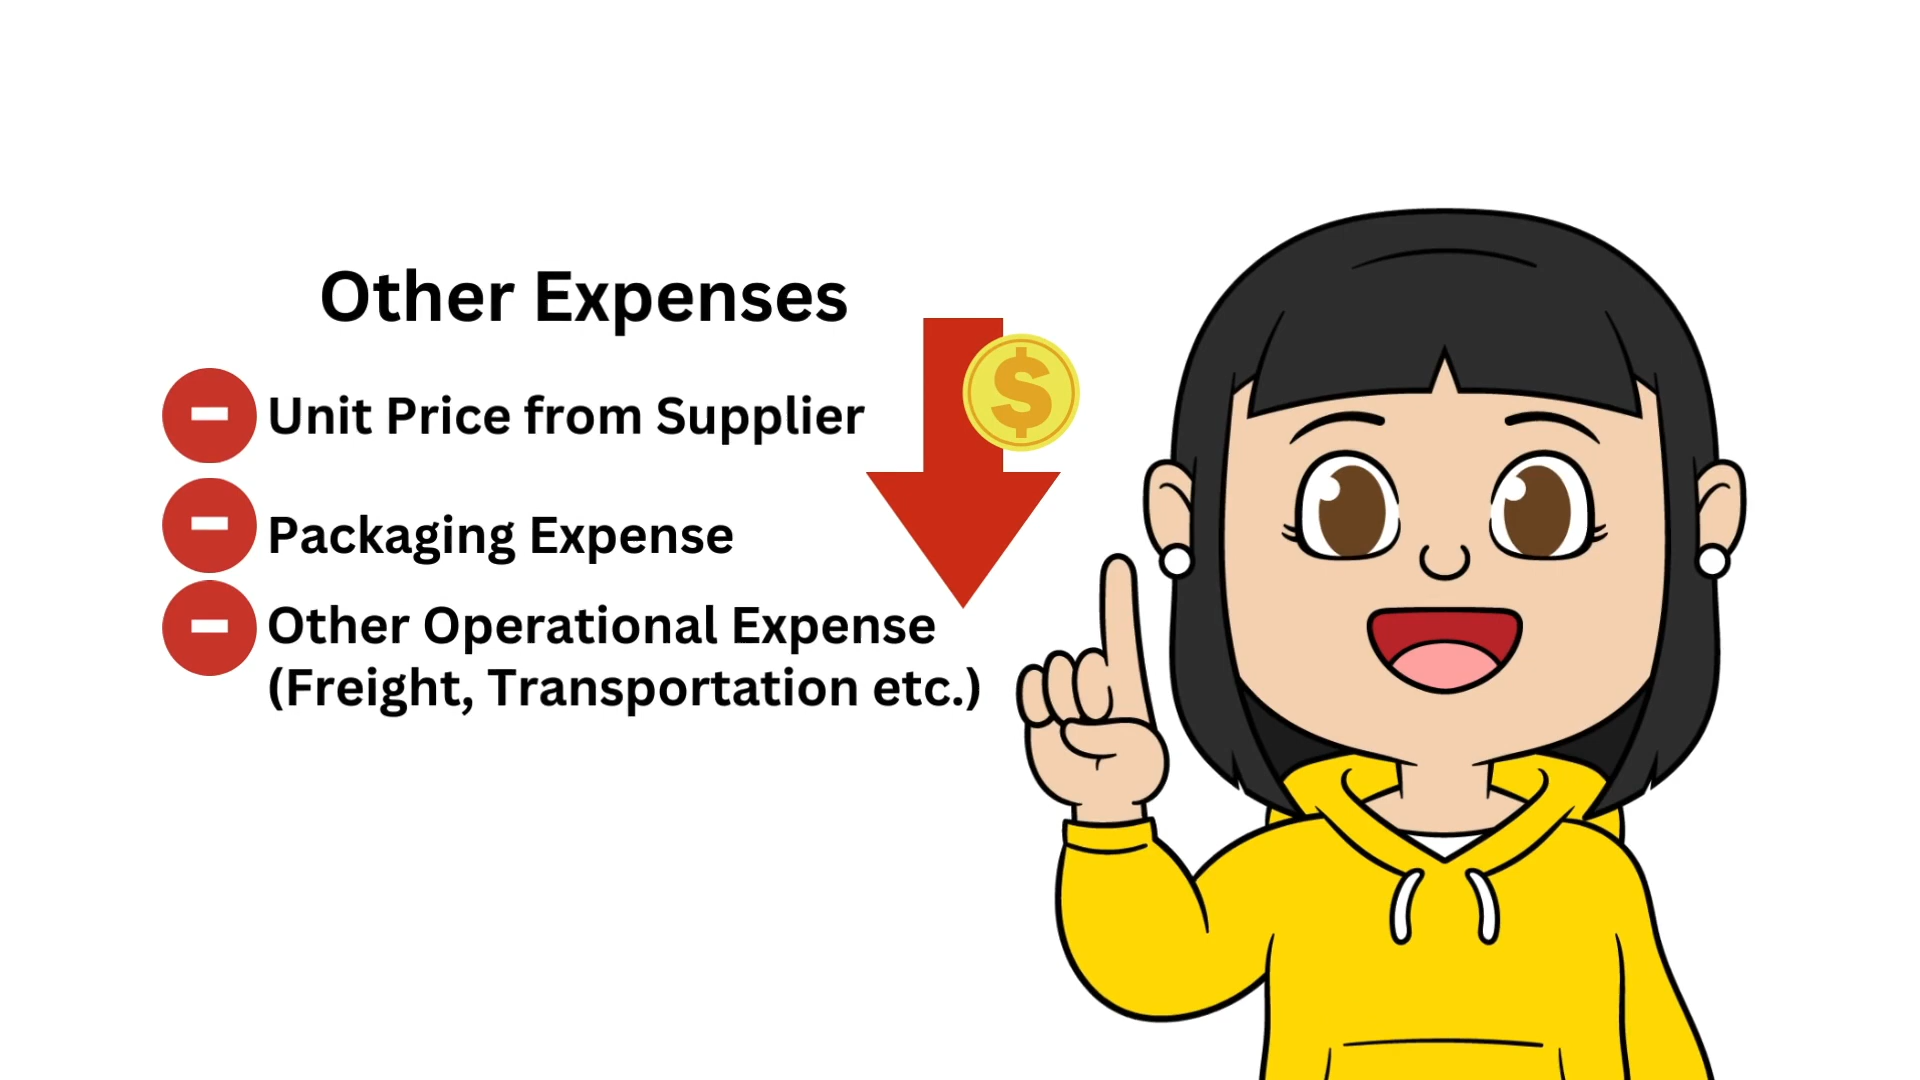 Other Expenses
Unit Price from Supplier
Packaging Expense
Other Operational Expense
(Freight, Transportation etc.)
$